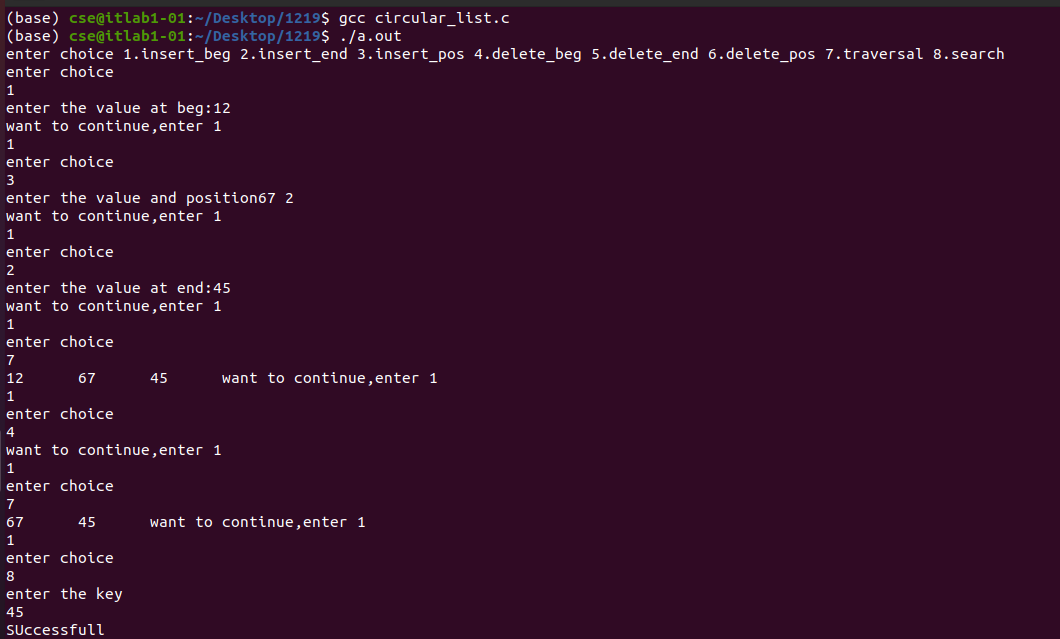 (base) cse@itlab1-01:~/Desktop/1219$ gcc circular_list.c
(base) cse@itlab1-01:~/Desktop/1219$ ./a.out
enter choice 1.insert_beg 2.insert_end 3.insert_pos 4.delete_beg 5.delete_end 6.delete_pos 7.traversal 8.search
enter choice
1
enter the value at beg:12
want to continue,enter 1
1
enter choice
3
enter the value and position67 2
want to continue,enter 1
1
enter choice
2
enter the value at end:45
want to continue,enter 1
1
enter choice
7
12      67      45      want to continue,enter 1
1
enter choice
4
want to continue,enter 1
1
enter choice
7
67      45      want to continue,enter 1
1
enter choice
8
enter the key
45
SUccessfull